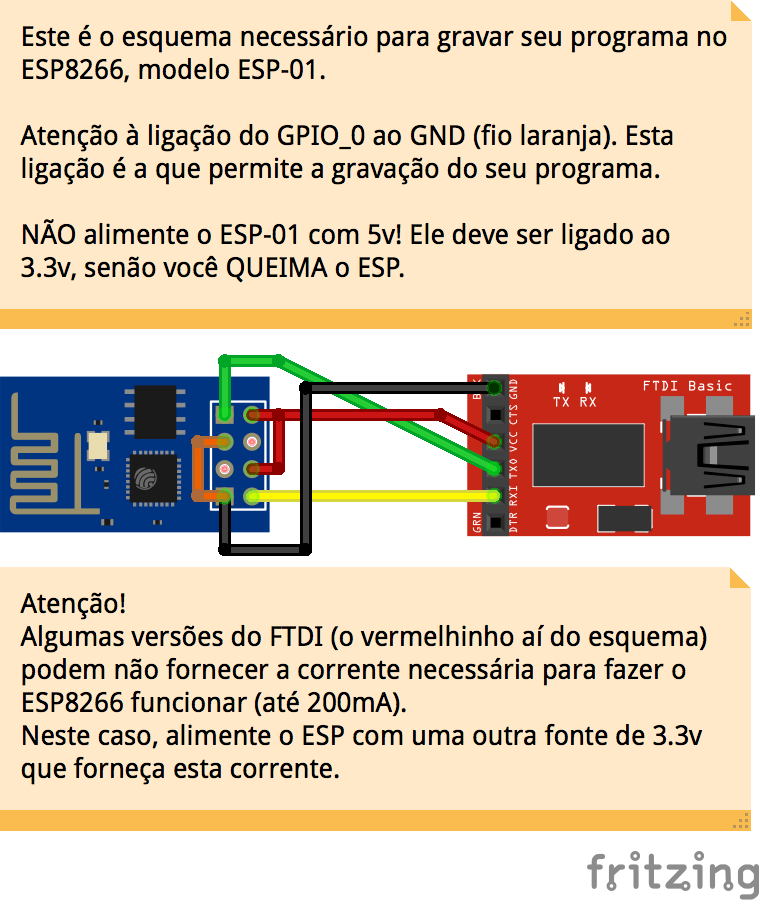 Este é o esquema necessário para gravar seu programa no
ESP8266, modelo ESP-01.
Atenção à ligação do GPIO_0 ao GND (fio laranja). Esta
ligação é a que permite a gravação do seu programa.
NÃO alimente o ESP-01 com 5v! Ele deve ser ligado ao
3.3v, senão você QUEIMA o ESP.
FTDI Basic
TX RX
GND
CTS
VCC
TXO
RXI
DTR
GRN
Atenção!
Algumas versões do FTDI (o vermelhinho aí do esquema)
podem não fornecer a corrente necessária para fazer o
ESP8266 funcionar (até 200mA).
Neste caso, alimente o ESP com uma outra fonte de 3.3v
que forneça esta corrente.
fritzing